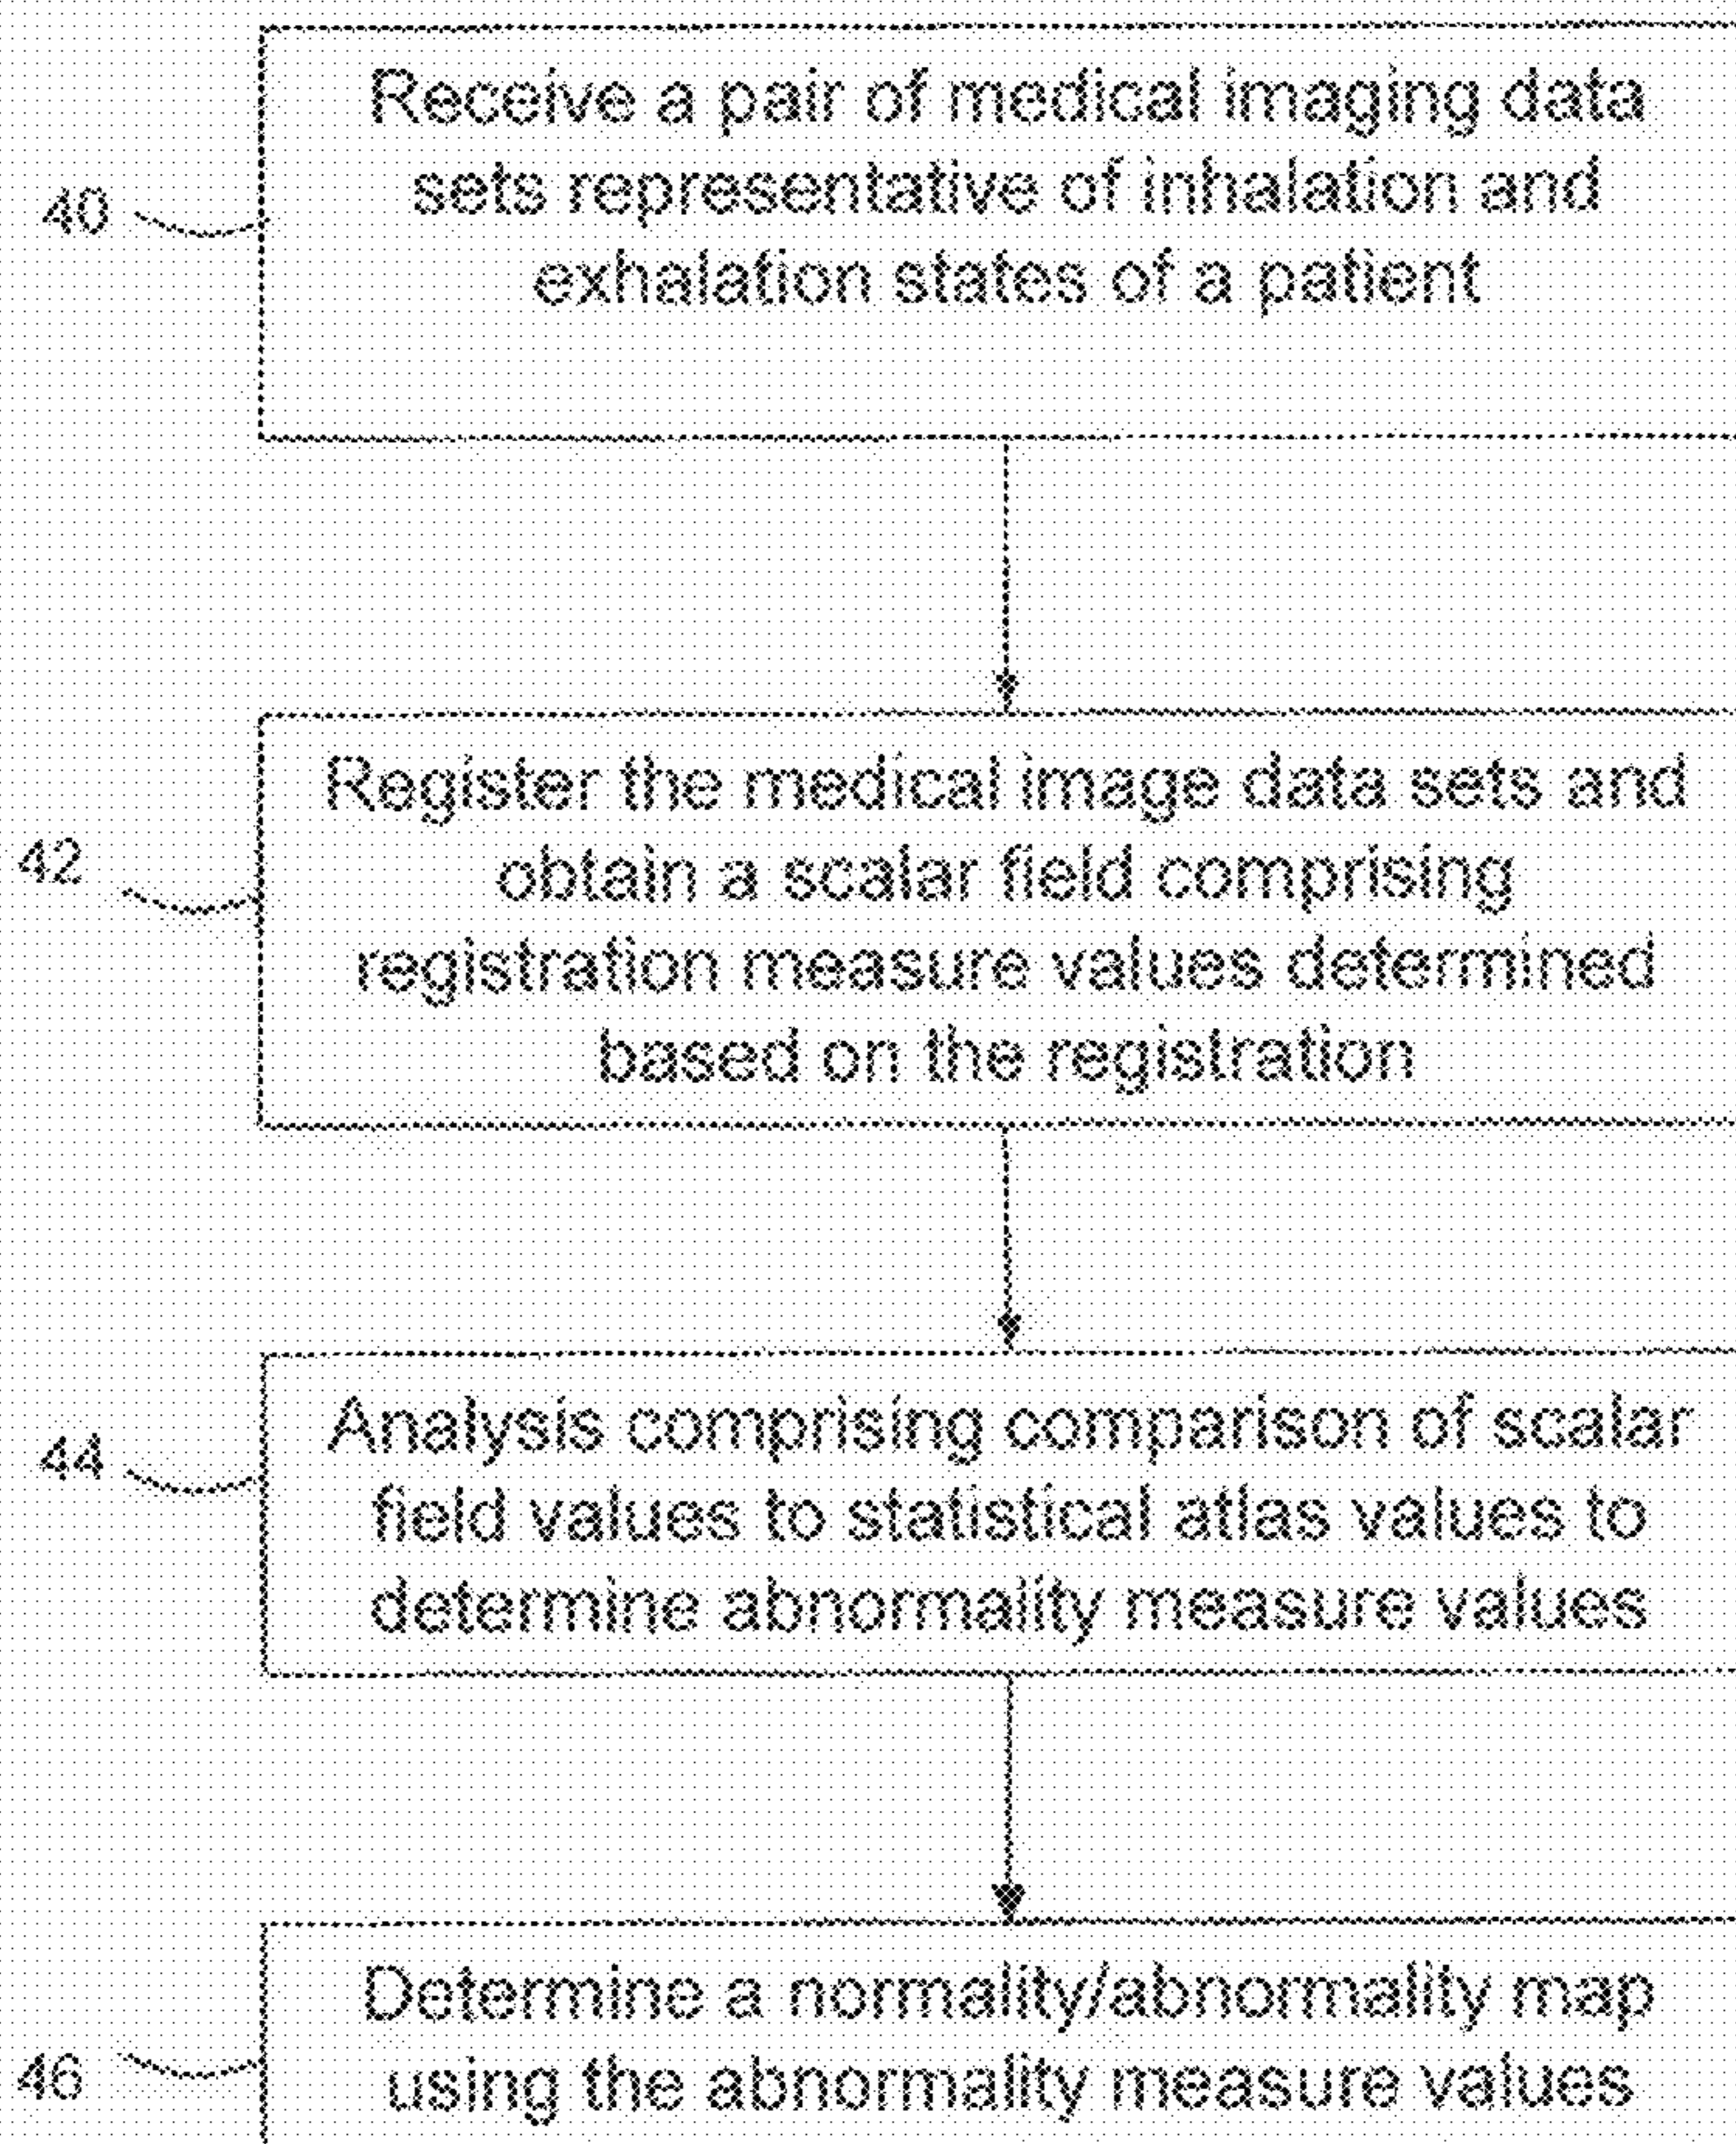 Receive a pair of medical imaging data
sets representative of inhalation and
40
exhalation states of a patient
Register the medical image data sets and
42
obtain a scalar field comprising
registration measure values determined
based on the registration
Analysis comprising comparison of scalar
44
field values to statistical atlas values to
determine abnormality measure values
Determine a normality/abnormality map
46
using the abnormality measure values